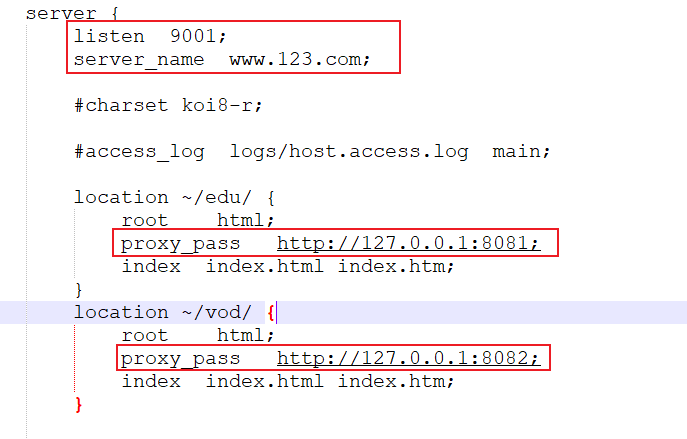 server {
listen  9001;
server_name  www.123.com;
#charset koi8-r;
#access_log  logs/host.access.log  main;
location ~/edu/ {
root    html;
proxy_pass   http://127.0.0.1:8081;
index  index.html index.htm;
}
location ~/vod/ {
root    html;
proxy_pass   http://127.0.0.1:8082;
index  index.html index.htm;
}